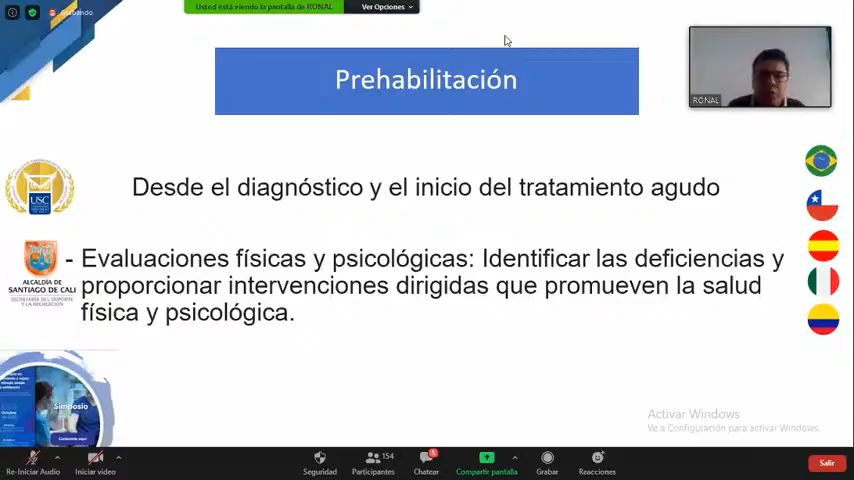 Grabando
Usted está viendo la pantalla de RONAL
Ver Opciones
Prehabilitación
RONAL
Desde el diagnóstico y el inicio del tratamiento agudo
USC
- Evaluaciones físicas y psicológicas: Identificar las deficiencias y
proporcionar intervenciones dirigidas que promueven la salud
física y psicológica.
ALCALDÍA DE
SANTIAGO DE CALI
SECRETARÍA DEL DEPORTE
Y LA RECREACIÓN
Simposio
Activar Windows
Ve a Configuración para activar Windows.
Re-Iniciar Audio
Iniciar video
Seguridad
154
Participantes
5
Chatear
Compartir pantalla
Grabar
Reacciones
Salir